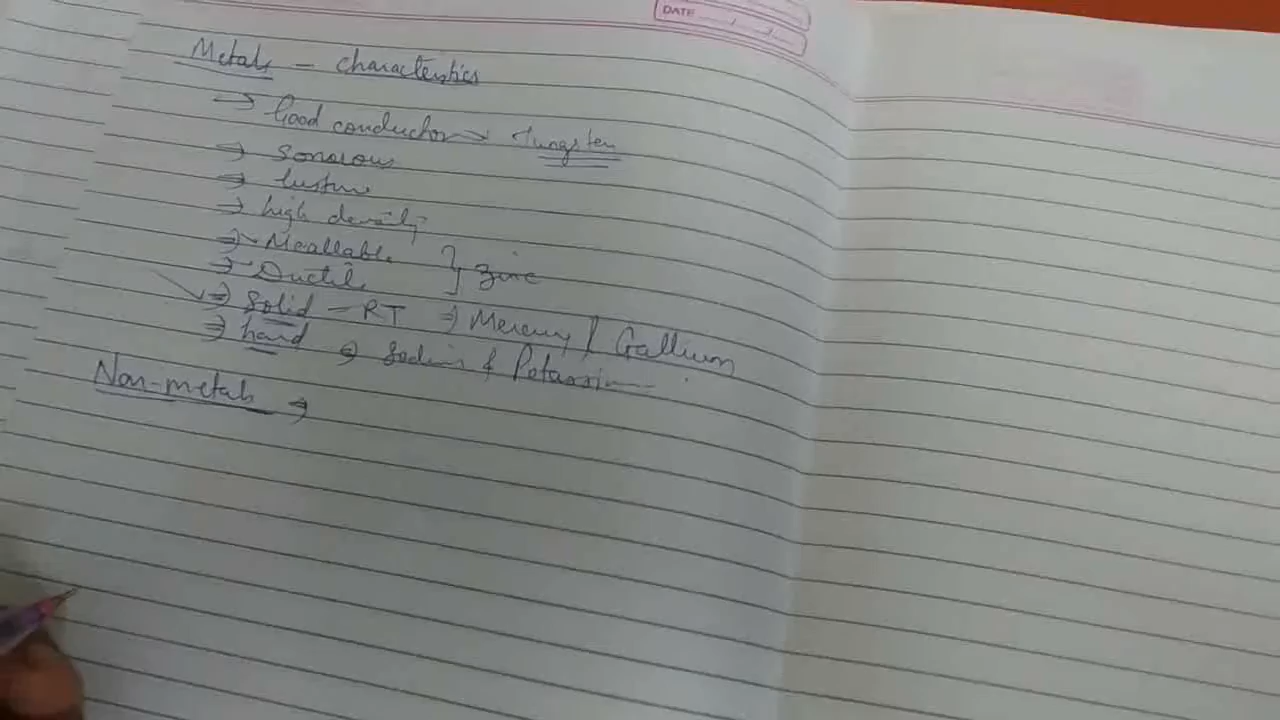 DATE
Metals - characteristics
→ Good conductor → Tungsten
→ Sonorous
→ lustre
→ high density
→ Meallable
→ Ductile } Zinc
→ Solid - RT → Mercury / Gallium
→ hard → Sodium & Potassium
Non-metals →